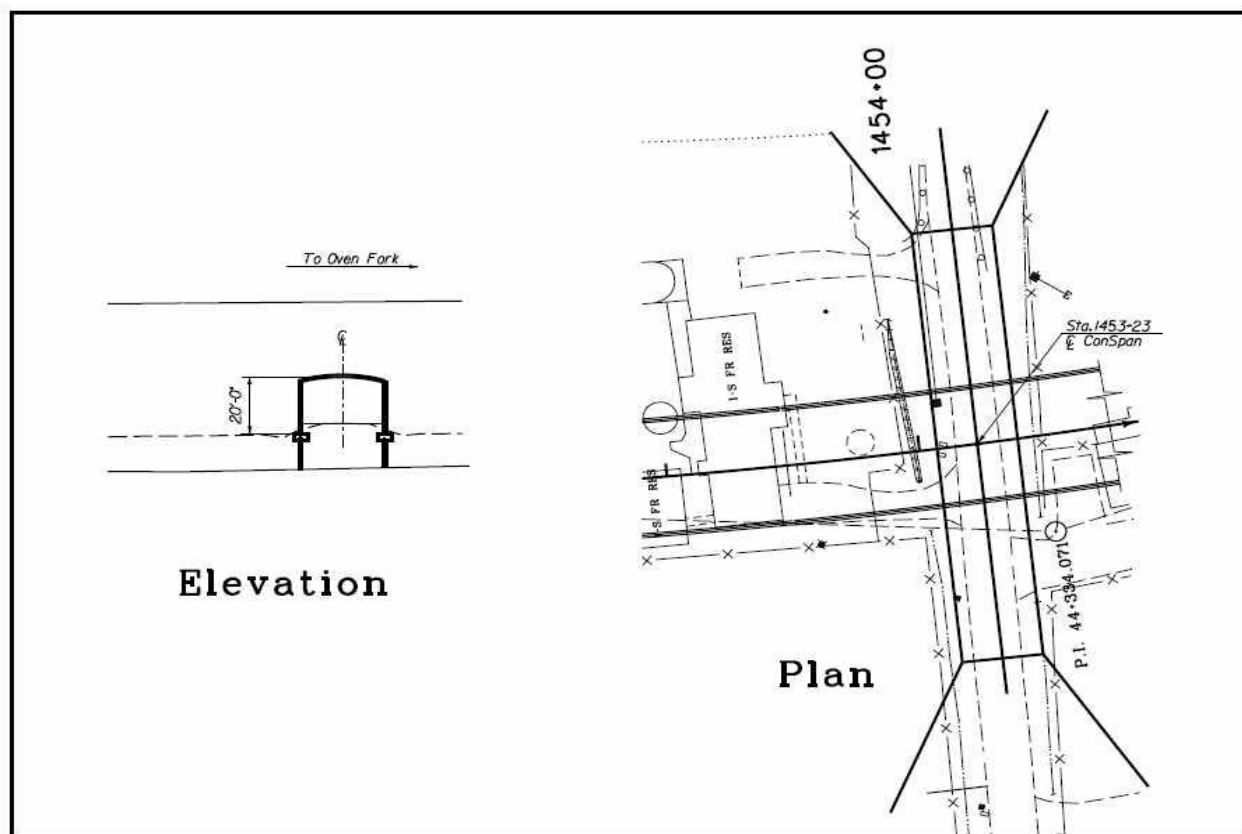 To Oven Fork
℄
20'-0"
Elevation
1454+00
Sta.1453-23
℄ ConSpan
1-S FR RES
1-S FR RES
P.I. 44+334.071
Plan